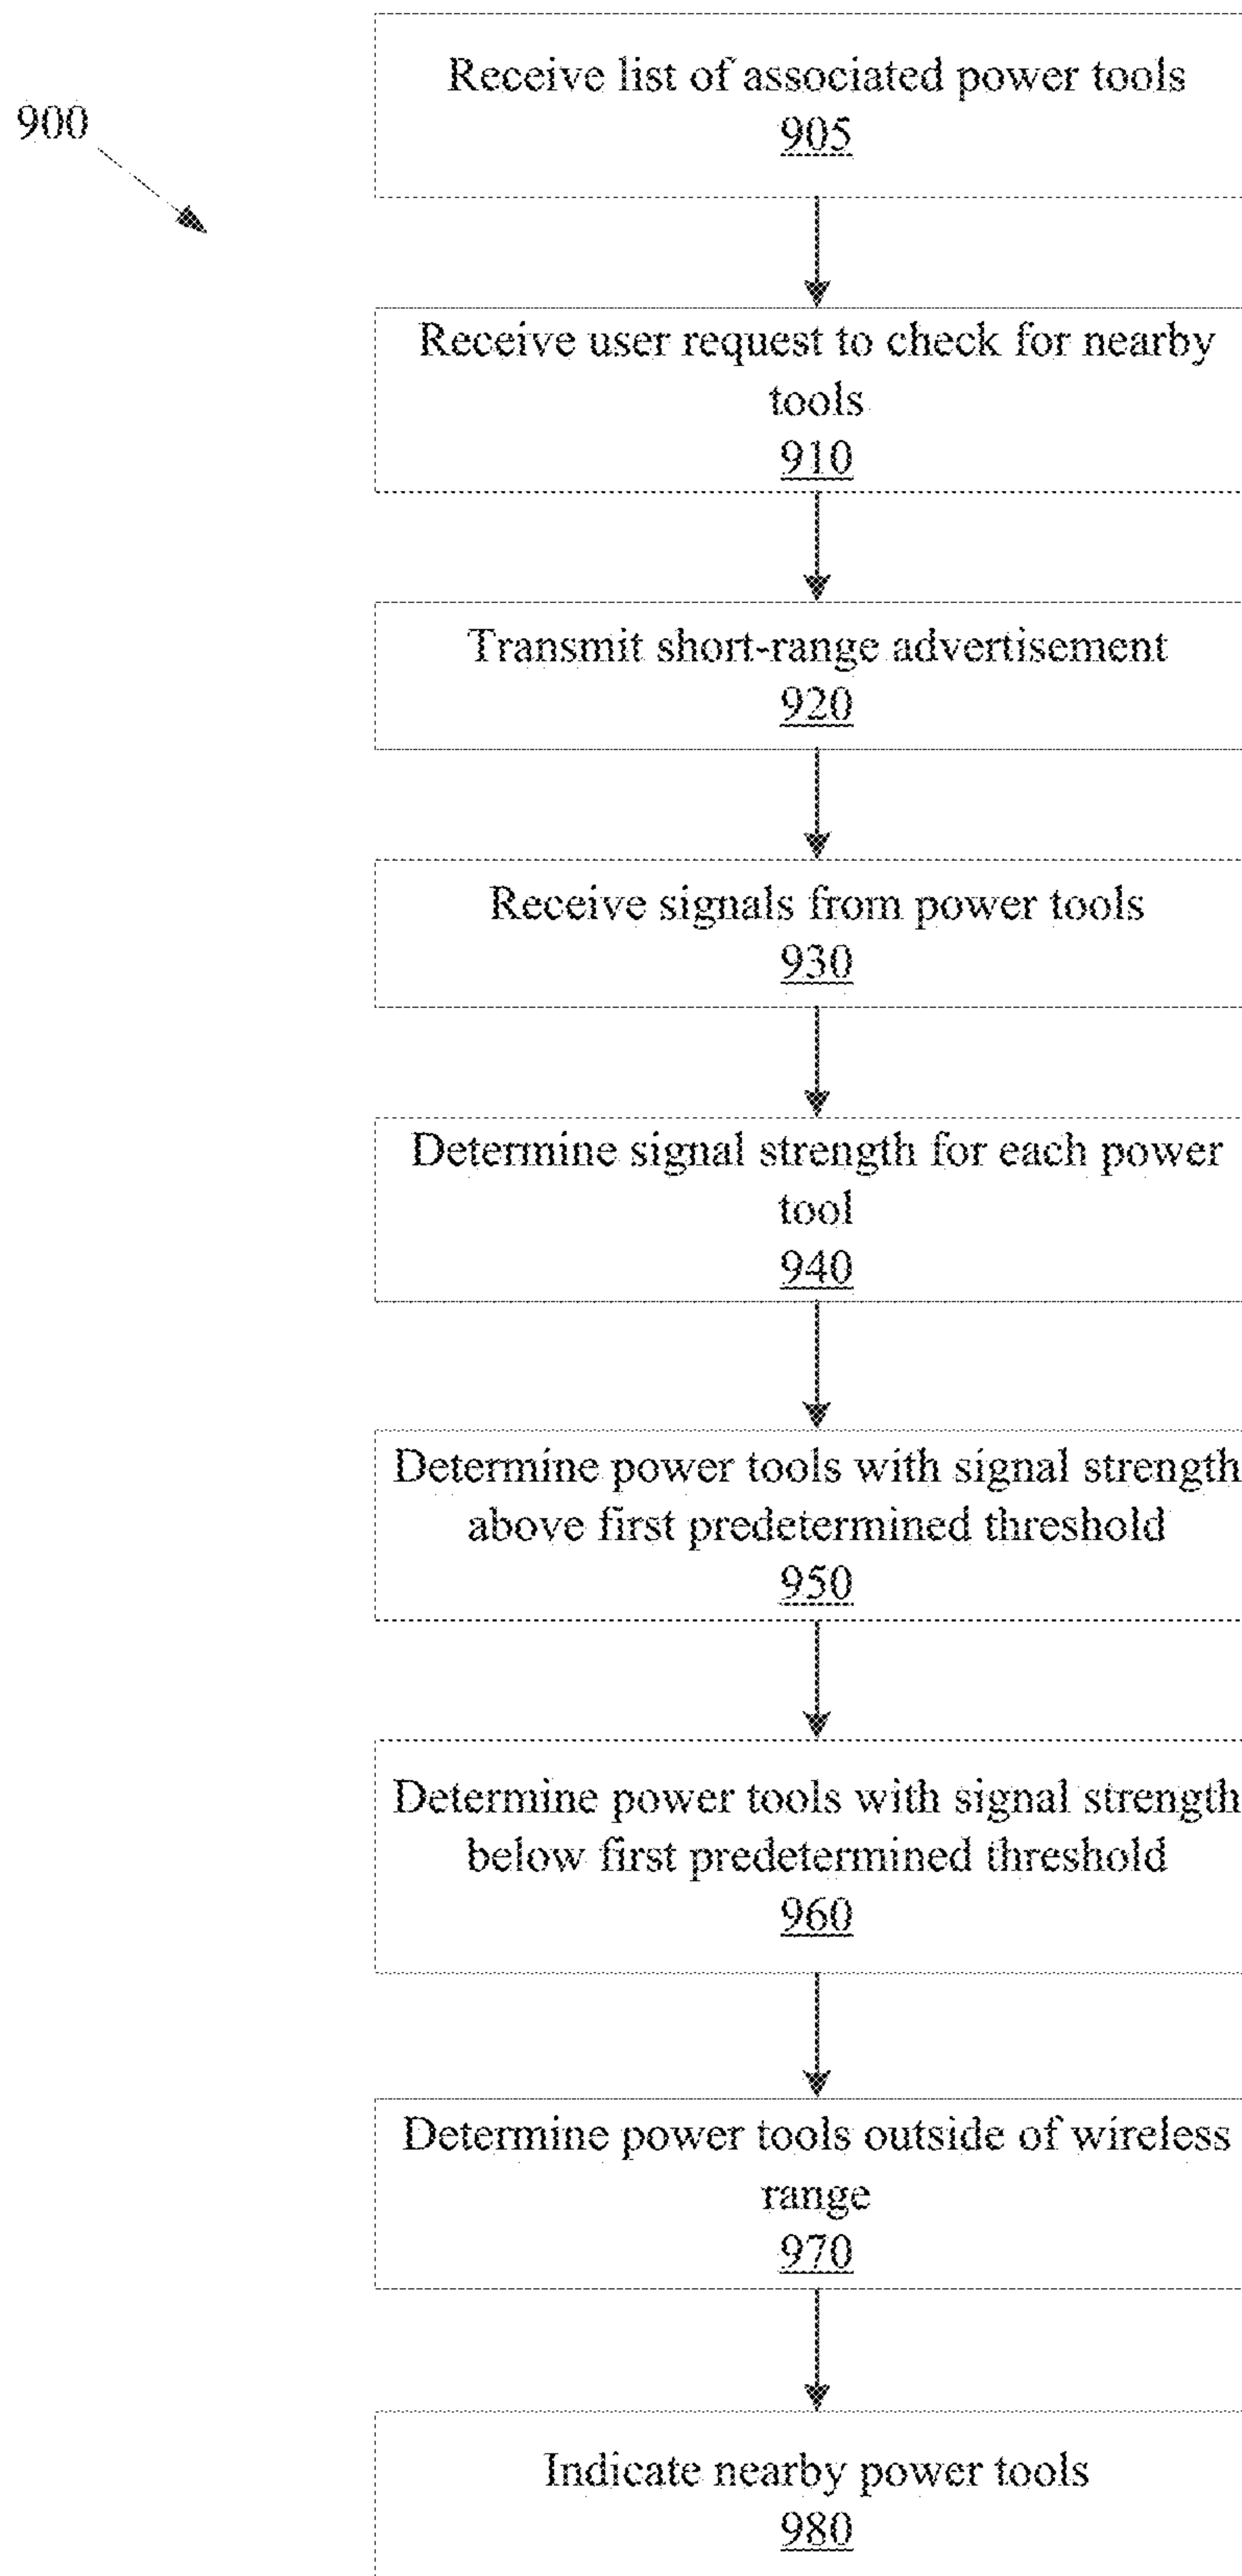 900
Receive list of associated power tools
905
Receive user request to check for nearby
tools
910
Transmit short-range advertisement
920
Receive signals from power tools
930
Determine signal strength for each power
tool
940
Determine power tools with signal strength
above first predetermined threshold
950
Determine power tools with signal strength
below first predetermined threshold
960
Determine power tools outside of wireless
range
970
Indicate nearby power tools
980